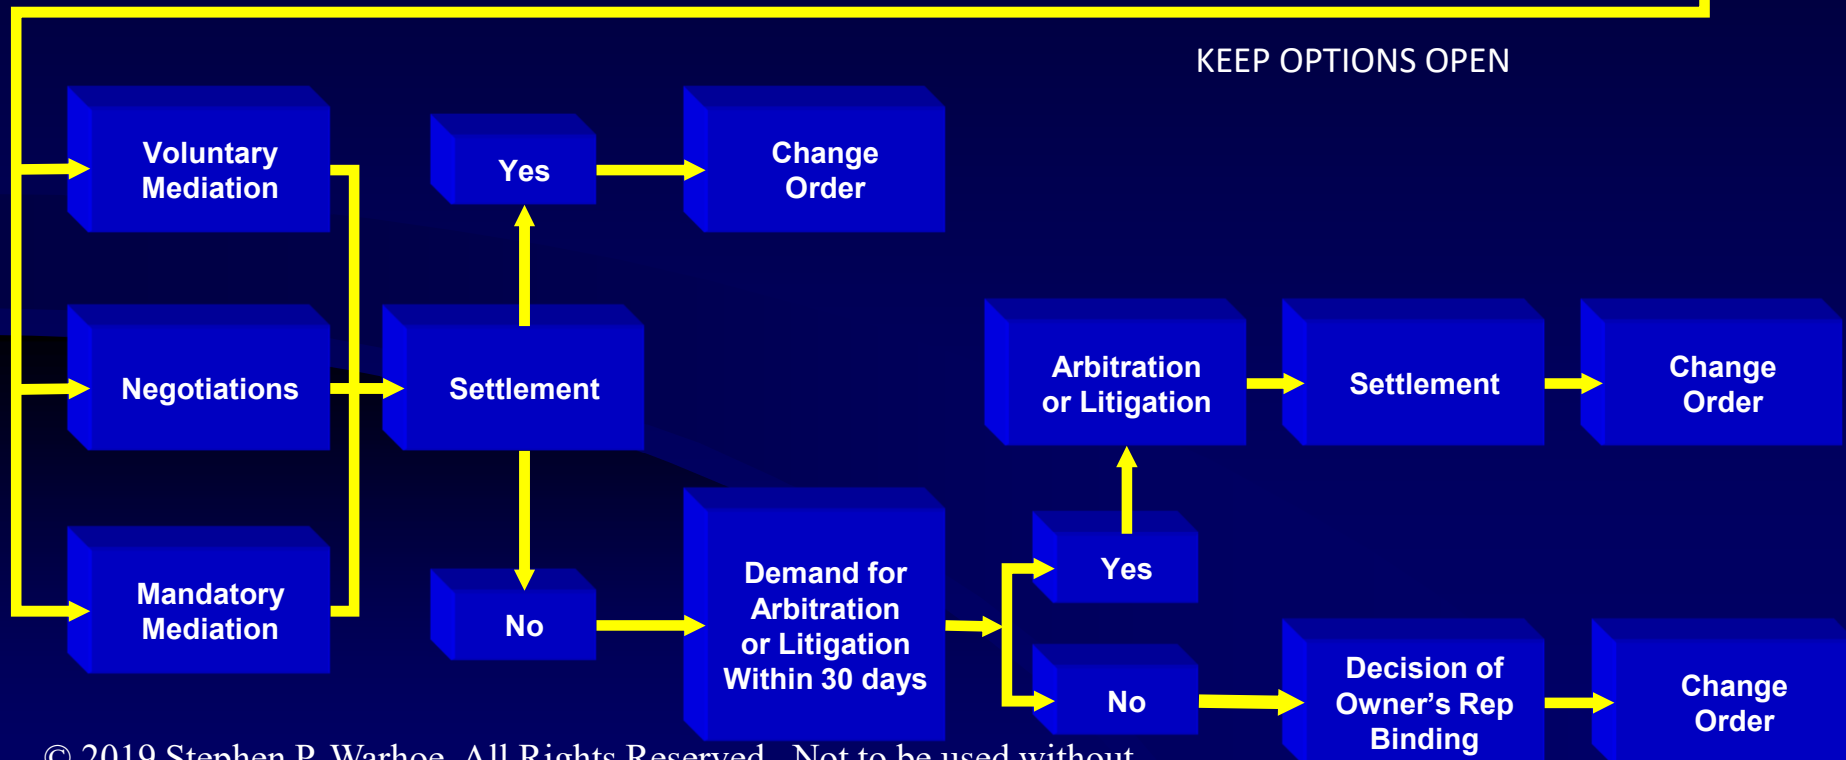 KEEP OPTIONS OPEN
Voluntary
Mediation
Yes
Change
Order
Negotiations
Settlement
Arbitration
or Litigation
Settlement
Change
Order
Mandatory
Mediation
No
Demand for
Arbitration
or Litigation
Within 30 days
Yes
No
Decision of
Owner's Rep
Binding
Change
Order
© 2019 Stephen P. Warhoe. All Rights Reserved. Not to be used without